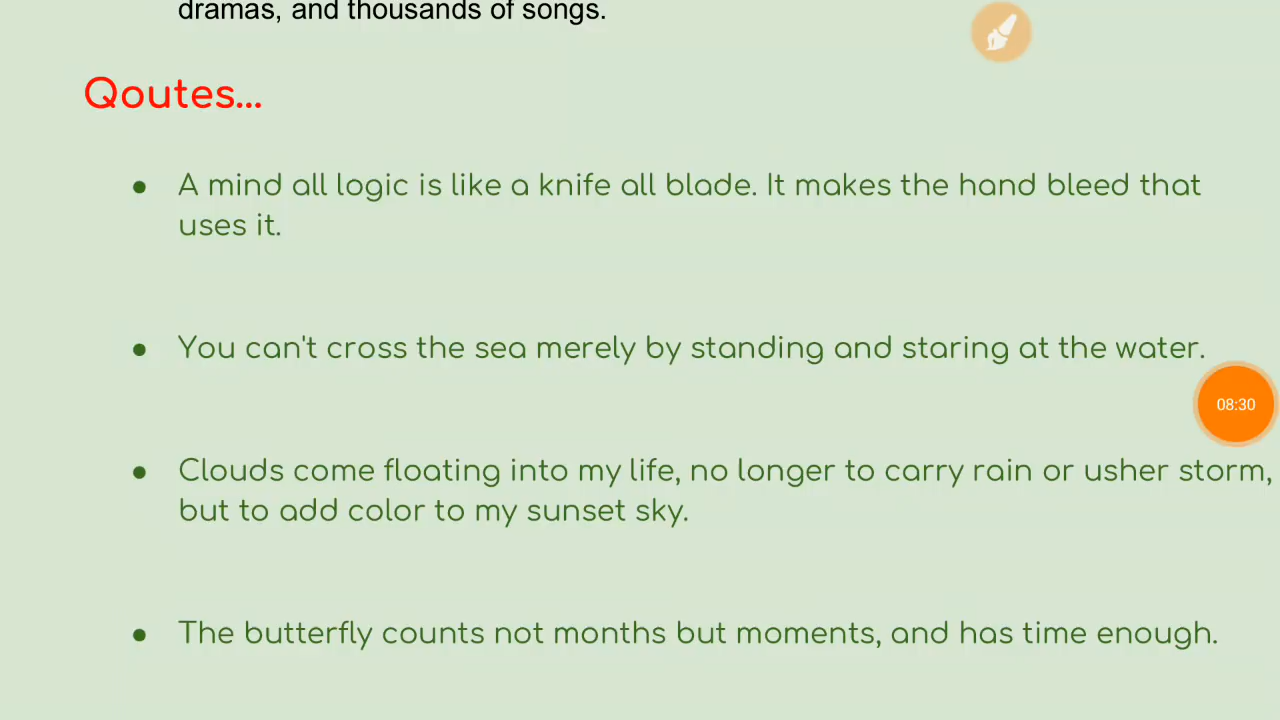 dramas, and thousands of songs.
Qoutes...
● A mind all logic is like a knife all blade. It makes the hand bleed that
uses it.
● You can't cross the sea merely by standing and staring at the water.
08:30
● Clouds come floating into my life, no longer to carry rain or usher storm,
but to add color to my sunset sky.
● The butterfly counts not months but moments, and has time enough.